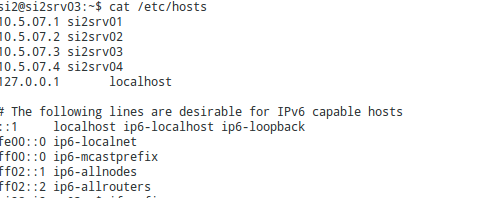 si2@si2srv03:~$ cat /etc/hosts
10.5.07.1 si2srv01
10.5.07.2 si2srv02
10.5.07.3 si2srv03
10.5.07.4 si2srv04
127.0.0.1 localhost
# The following lines are desirable for IPv6 capable hosts
::1 localhost ip6-localhost ip6-loopback
fe00::0 ip6-localnet
ff00::0 ip6-mcastprefix
ff02::1 ip6-allnodes
ff02::2 ip6-allrouters